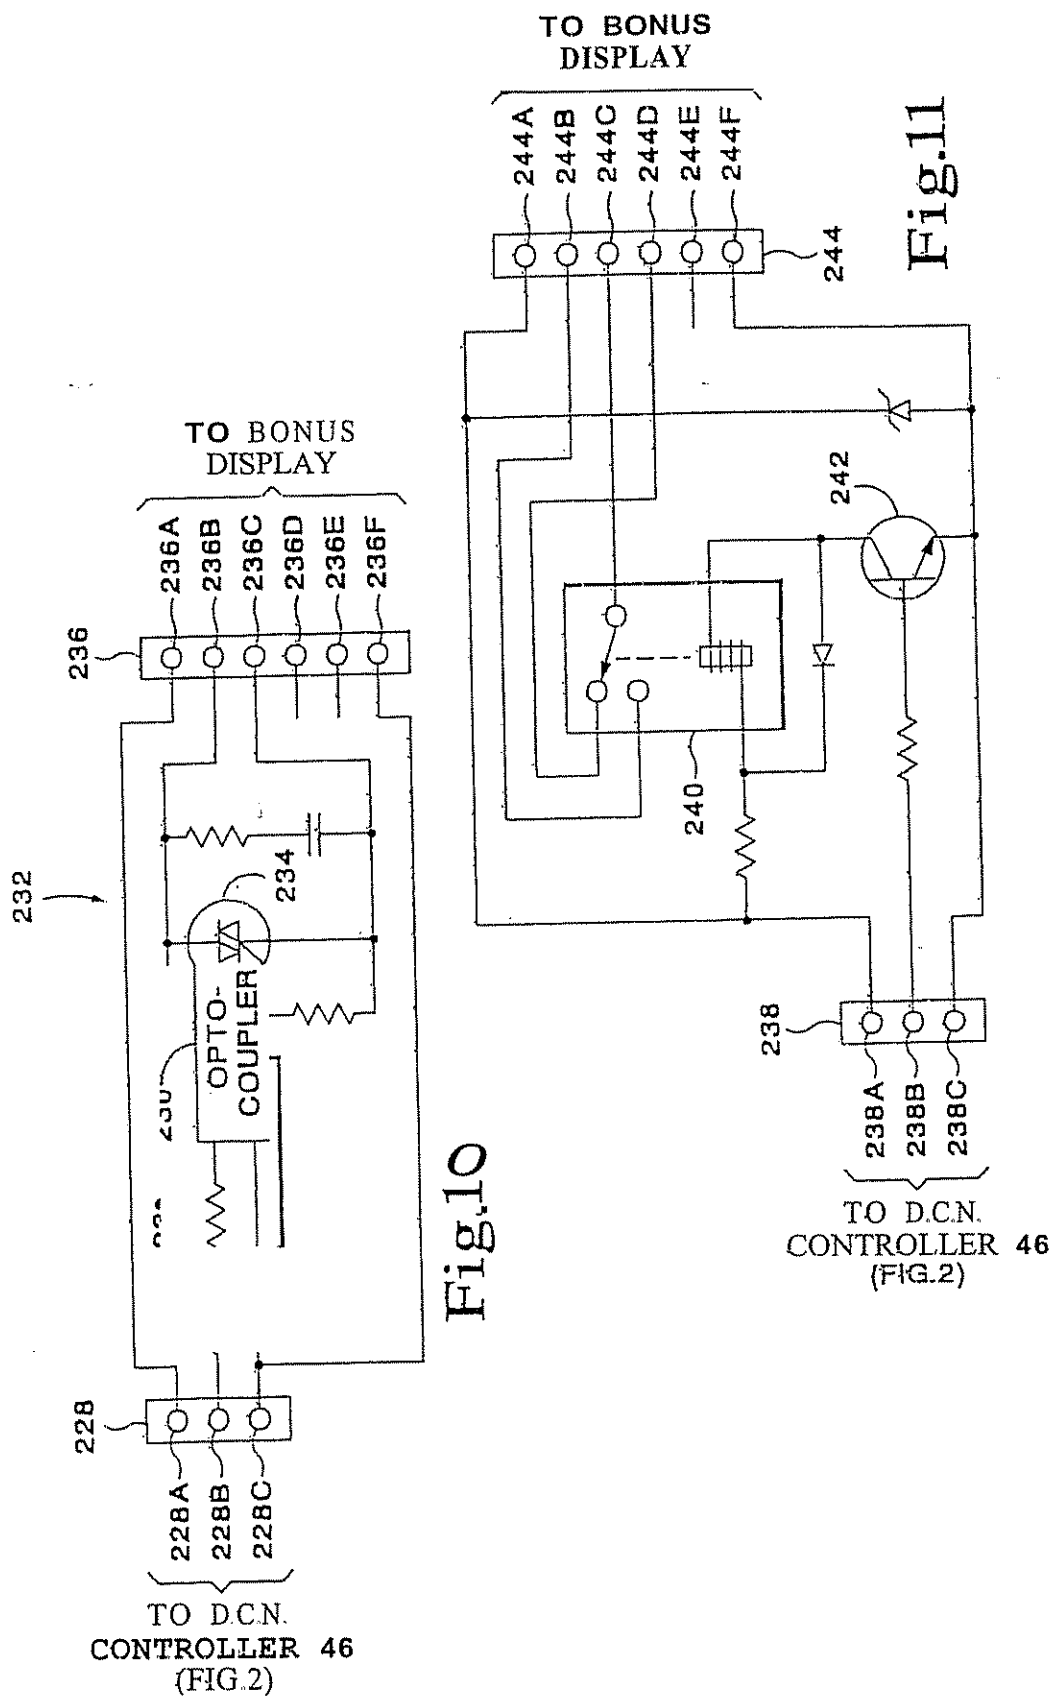 TO BONUS
DISPLAY
244A
244B
244C
244D
244E
244F
244
Fig.11
242
240
238
238A
238B
238C
TO D.C.N.
CONTROLLER 46
(FIG.2)
TO BONUS
DISPLAY
236A
236B
236C
236D
236E
236F
236
232
234
OPTO-
COUPLER
Fig.10
228
228A
228B
228C
TO D.C.N.
CONTROLLER 46
(FIG.2)